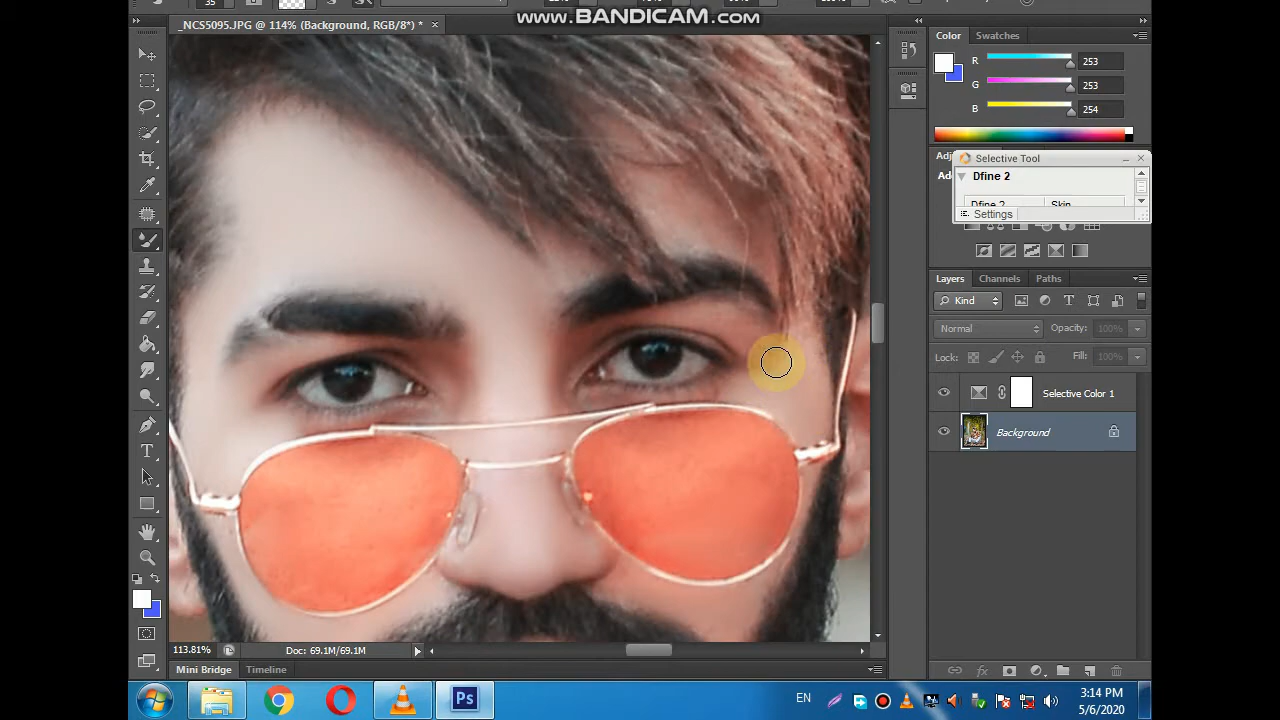 35
www.BANDICAM.com
_NCS5095.JPG @ 114% (Background, RGB/8*) *
Color
Swatches
R
253
G
253
B
254
Selective Tool
Dfine 2
Dfine 2
Skin
Settings
Layers
Channels
Paths
Kind
Normal
Opacity:
100%
Lock:
Fill:
100%
Selective Color 1
Background
113.81%
Doc: 69.1M/69.1M
Mini Bridge
Timeline
Ps
EN
3:14 PM
5/6/2020